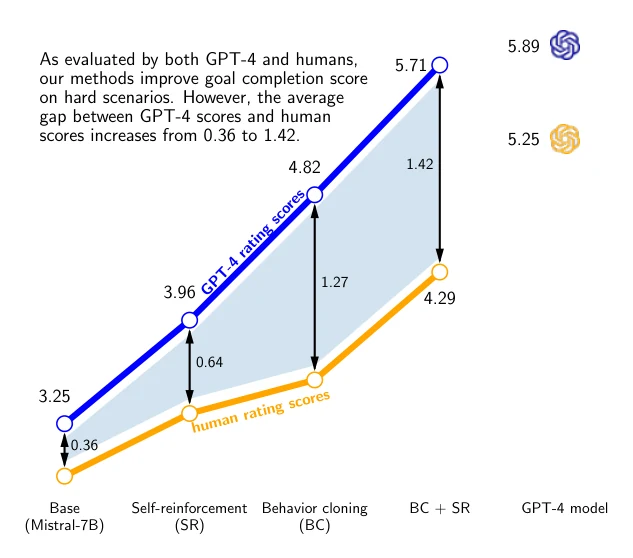 As evaluated by both GPT-4 and humans,
our methods improve goal completion score
on hard scenarios. However, the average
gap between GPT-4 scores and human
scores increases from 0.36 to 1.42.
5.89
5.71
5.25
1.42
4.82
GPT-4 rating scores
1.27
3.96
4.29
0.64
3.25
human rating scores
0.36
Base
(Mistral-7B)
Self-reinforcement
(SR)
Behavior cloning
(BC)
BC + SR
GPT-4 model